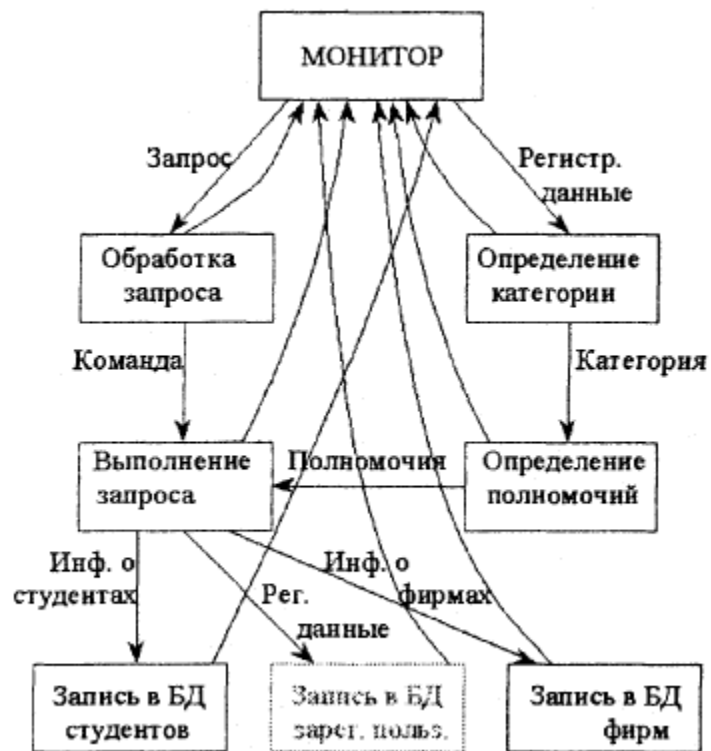 МОНИТОР
Запрос
Регистр.
данные
Обработка
запроса
Определение
категории
Команда
Категория
Выполнение
запроса
Полномочия
Определение
полномочий
Инф. о
студентах
Рег.
данные
Инф. о
фирмах
Запись в БД
студентов
Запись в БД
зарег. польз.
Запись в БД
фирм